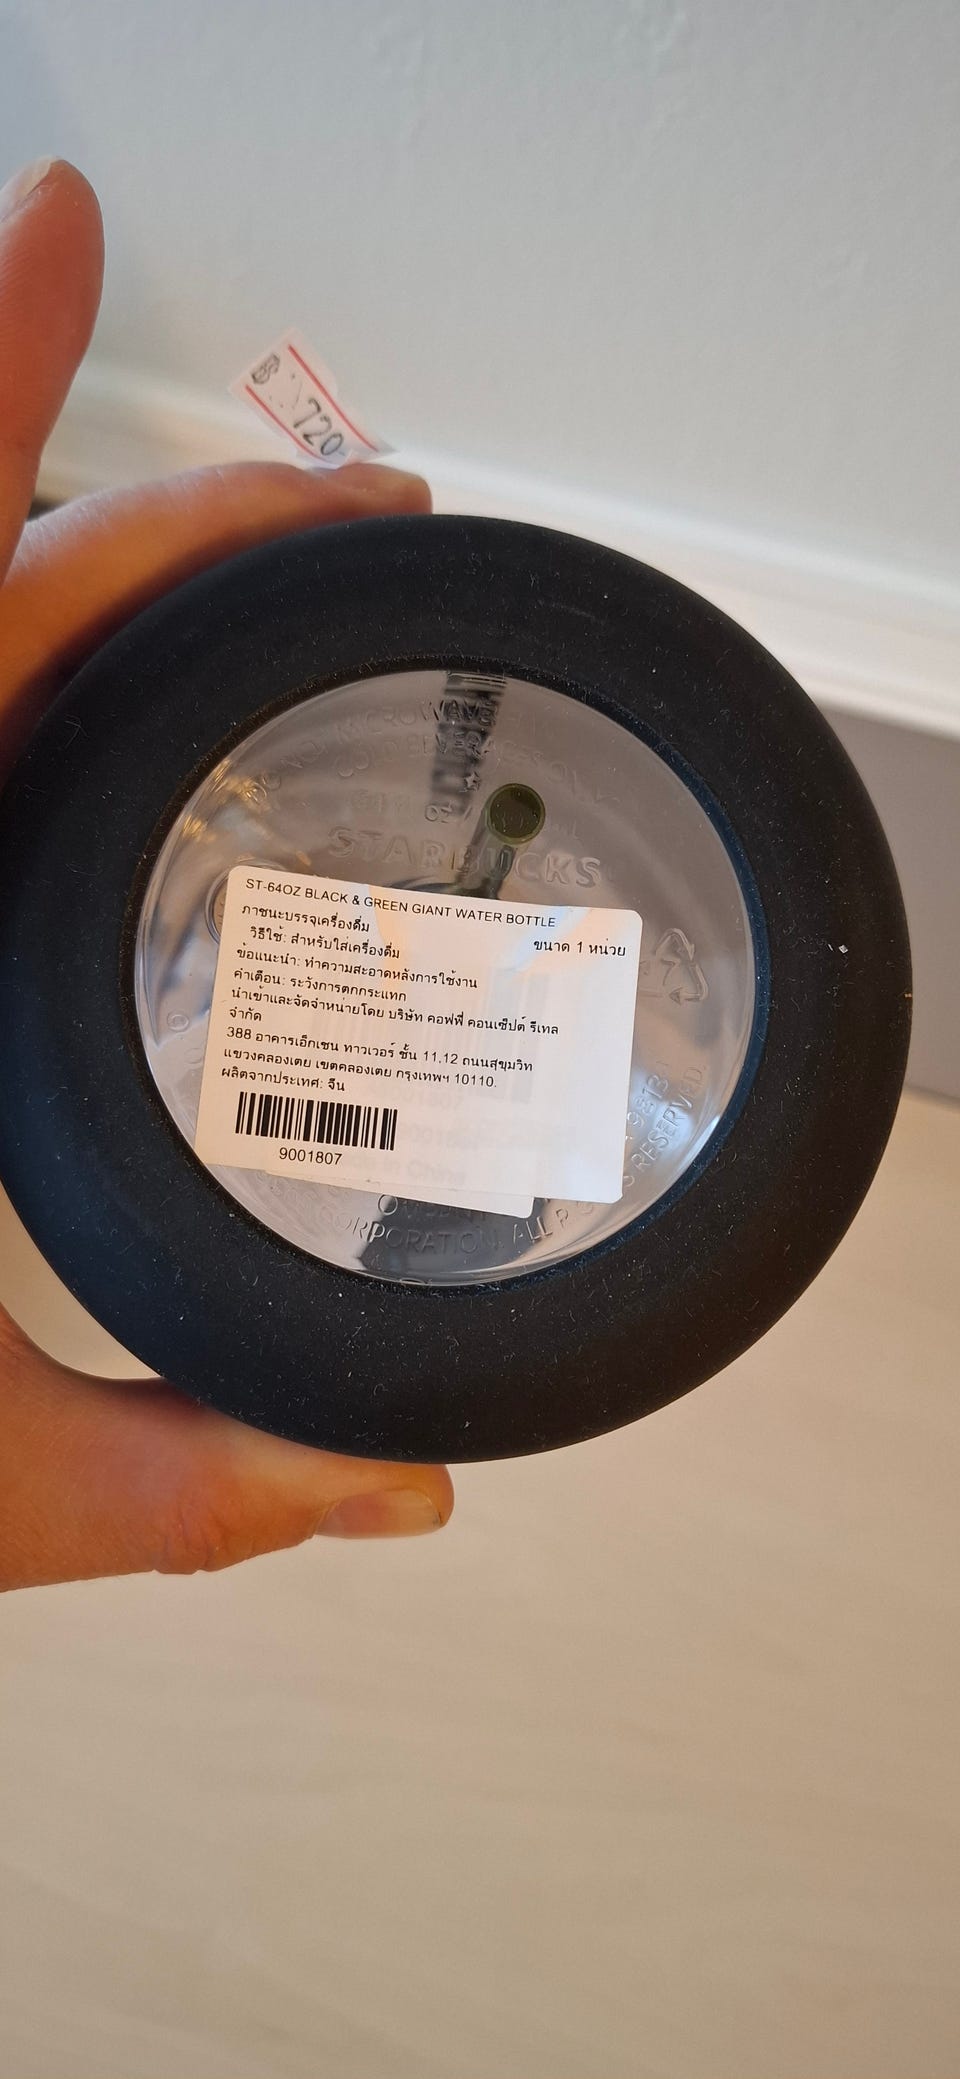 720-
DO NOT MICROWAVE
COLD BEVERAGES ONLY
OZ
STARBUCKS
ST-64OZ BLACK & GREEN GIANT WATER BOTTLE
ภาชนะบรรจุเครื่องดื่ม
วิธีใช้: สำหรับใส่เครื่องดื่ม ขนาด 1 หน่วย
ข้อแนะนำ: ทำความสะอาดหลังการใช้งาน
คำเตือน: ระวังการตกกระแทก
นำเข้าและจัดจำหน่ายโดย บริษัท คอฟฟี่ คอนเซ็ปต์ รีเทล
จำกัด
388 อาคารเอ็กเชน ทาวเวอร์ ชั้น 11,12 ถนนสุขุมวิท
แขวงคลองเตย เขตคลองเตย กรุงเทพฯ 10110.
ผลิตจากประเทศ: จีน
9001807
CORPORATION. ALL RESERVED.